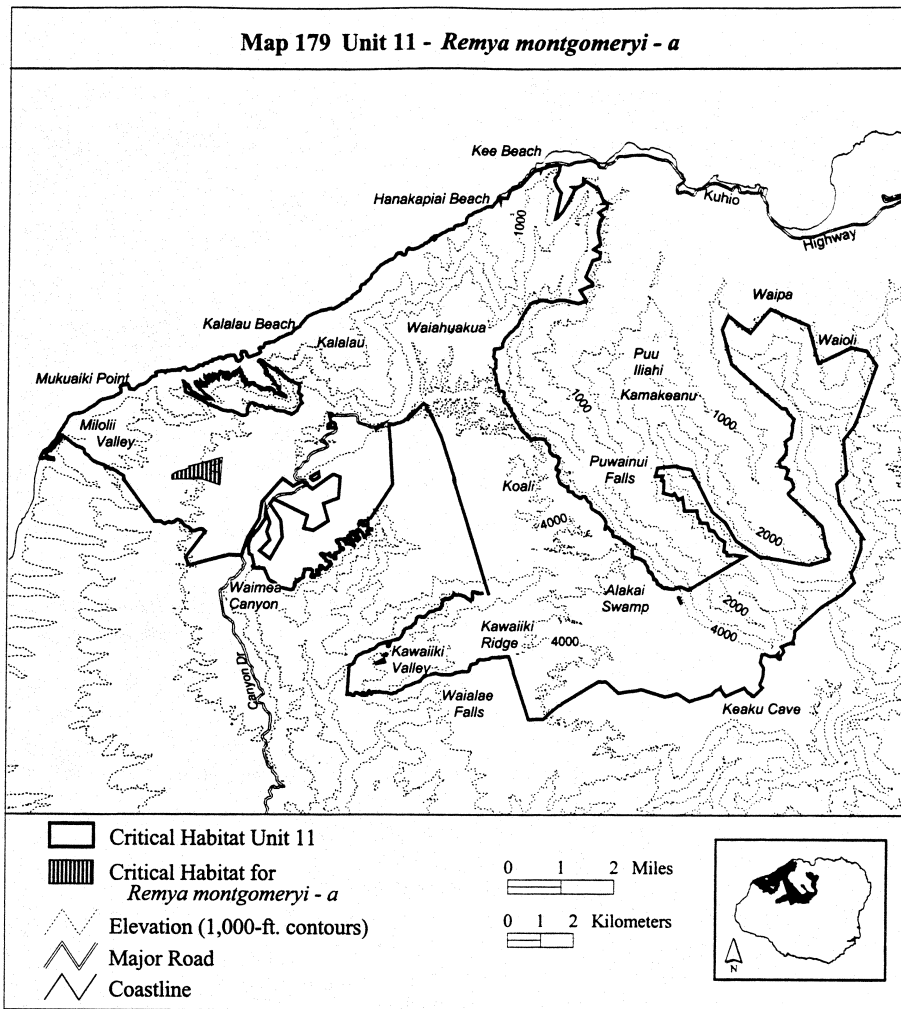 Map 179 Unit 11 - Remya montgomeryi - a
Kee Beach
Hanakapiai Beach
Kuhio
Highway
1000
Waipa
Kalalau Beach
Kalalau
Waiahuakua
Waioli
Puu
Iliahi
Mukuaiki Point
Kamakeanu
1000
1000
Milolii
Valley
Puwainui
Falls
Koali
4000
2000
Waimea
Canyon
Alakai
Swamp
2000
4000
Kawaiiki
Ridge
4000
Kawaiiki
Valley
Canyon Dr
Waialae
Falls
Keaku Cave
Critical Habitat Unit 11
Critical Habitat for
Remya montgomeryi - a
Elevation (1,000-ft. contours)
Major Road
Coastline
0 1 2 Miles
0 1 2 Kilometers
N